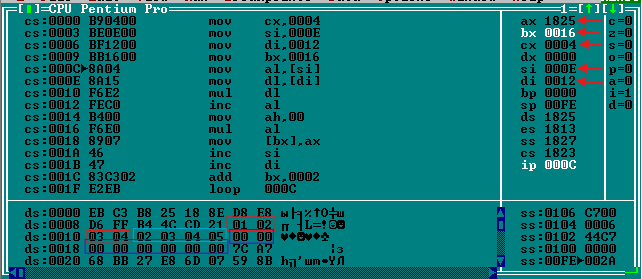 [↕]=CPU Pentium Pro 1=[↑][↓]
cs:0000 B90400 mov cx,0004
cs:0003 BE0E00 mov si,000E
cs:0006 BF1200 mov di,0012
cs:0009 BB1600 mov bx,0016
cs:000C▶8A04 mov al,[si]
cs:000E 8A15 mov dl,[di]
cs:0010 F6E2 mul dl
cs:0012 FEC0 inc al
cs:0014 B400 mov ah,00
cs:0016 F6E0 mul al
cs:0018 8907 mov [bx],ax
cs:001A 46 inc si
cs:001B 47 inc di
cs:001C 83C302 add bx,0002
cs:001F E2EB loop 000C
ax 1825 c=0
bx 0016 z=0
cx 0004 s=0
dx 0000 o=0
si 000E p=0
di 0012 a=0
bp 0000 i=1
sp 00FE d=0
ds 1825
es 1813
ss 1827
cs 1823
ip 000C
ds:0000 EB C3 B8 25 18 8E D8 E8
ds:0008 D6 FF B4 4C CD 21 01 02
ds:0010 03 04 02 03 04 05 00 00
ds:0018 00 00 00 00 00 00 7C A7
ds:0020 68 BB 27 E8 6D 07 59 8B
ss:0106 C700
ss:0104 0006
ss:0102 44C7
ss:0100 0000
ss:00FE▶002A